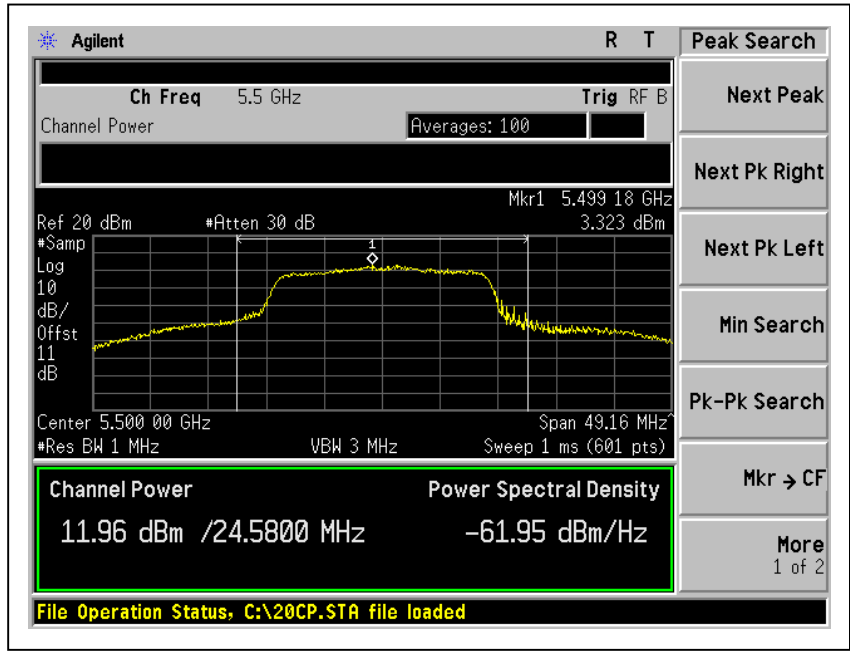 Agilent R T
Peak Search
Ch Freq 5.5 GHz Trig RF B
Channel Power Averages: 100
Mkr1 5.499 18 GHz
Ref 20 dBm #Atten 30 dB 3.323 dBm
#Samp
Log
10
dB/
Offst
11
dB
1
Center 5.500 00 GHz Span 49.16 MHz^
#Res BW 1 MHz VBW 3 MHz Sweep 1 ms (601 pts)
Channel Power Power Spectral Density
11.96 dBm /24.5800 MHz -61.95 dBm/Hz
File Operation Status, C:\20CP.STA file loaded
Next Peak
Next Pk Right
Next Pk Left
Min Search
Pk-Pk Search
Mkr → CF
More
1 of 2